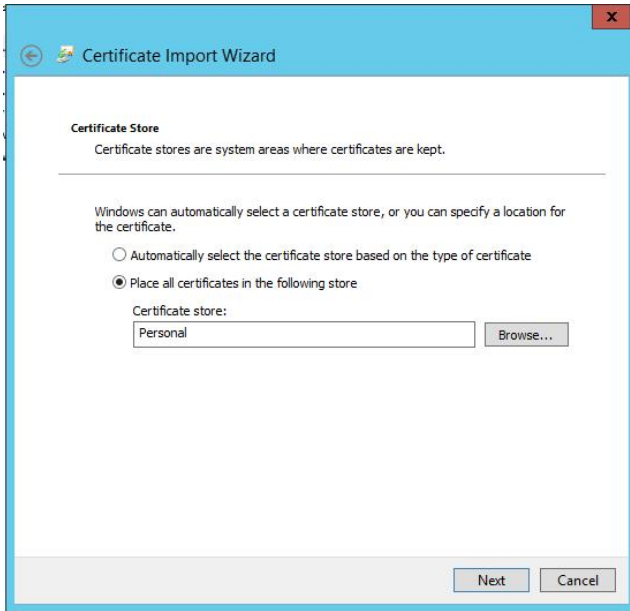 x
Certificate Import Wizard
Certificate Store
Certificate stores are system areas where certificates are kept.
Windows can automatically select a certificate store, or you can specify a location for
the certificate.
Automatically select the certificate store based on the type of certificate
Place all certificates in the following store
Certificate store:
Personal
Browse...
Next
Cancel